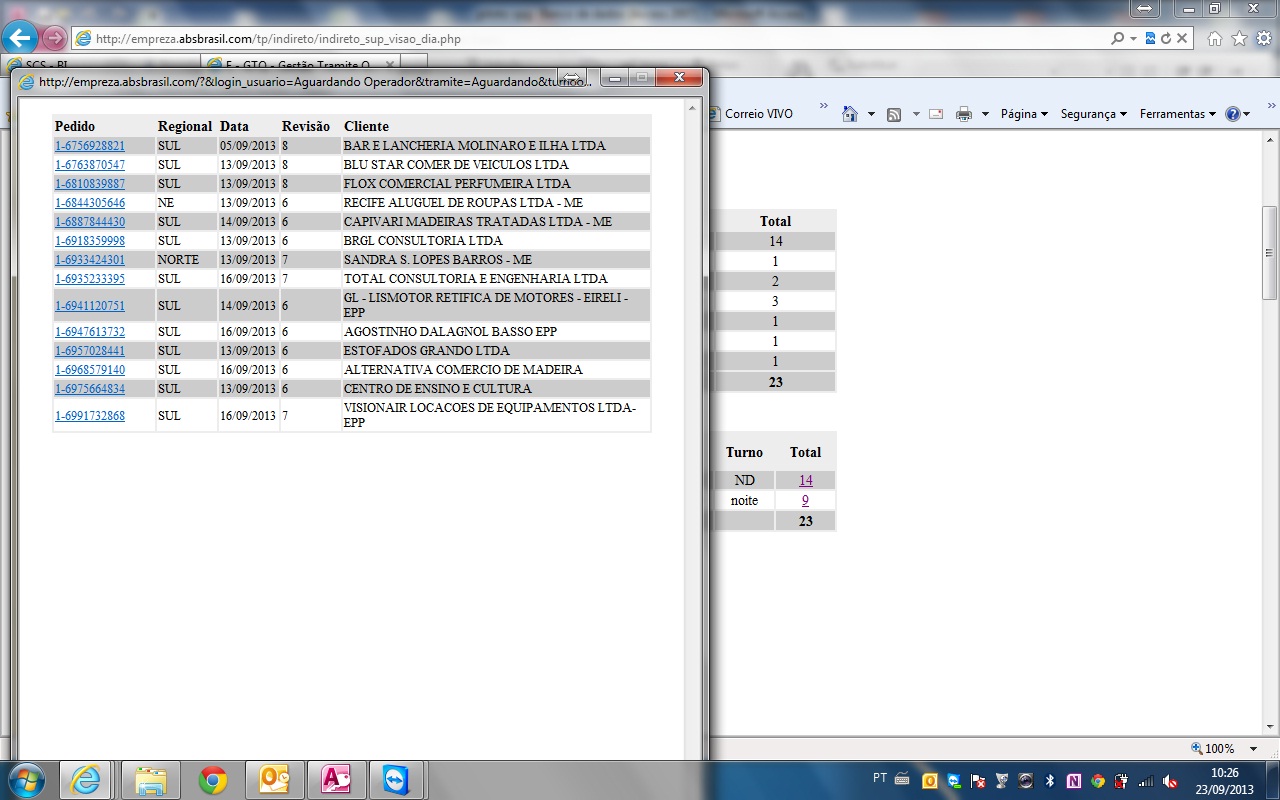 http://empreza.absbrasil.com/tp/indireto/indireto_sup_visao_dia.php
SCS - BI
F - GTO - Gestão Tramite O...
http://empreza.absbrasil.com/?&login_usuario=Aguardando Operador&tramite=Aguardando&turnoo...
Correio VIVO
Página
Segurança
Ferramentas
Pedido Regional Data Revisão Cliente
1-6756928821 SUL 05/09/2013 8 BAR E LANCHERIA MOLINARO E ILHA LTDA
1-6763870547 SUL 13/09/2013 8 BLU STAR COMER DE VEICULOS LTDA
1-6810839887 SUL 13/09/2013 8 FLOX COMERCIAL PERFUMEIRA LTDA
1-6844305646 NE 13/09/2013 6 RECIFE ALUGUEL DE ROUPAS LTDA - ME
1-6887844430 SUL 14/09/2013 6 CAPIVARI MADEIRAS TRATADAS LTDA - ME
1-6918359998 SUL 13/09/2013 6 BRGL CONSULTORIA LTDA
1-6933424301 NORTE 13/09/2013 7 SANDRA S. LOPES BARROS - ME
1-6935233395 SUL 16/09/2013 7 TOTAL CONSULTORIA E ENGENHARIA LTDA
1-6941120751 SUL 14/09/2013 6 GL - LISMOTOR RETIFICA DE MOTORES - EIRELI -
EPP
1-6947613732 SUL 16/09/2013 6 AGOSTINHO DALAGNOL BASSO EPP
1-6957028441 SUL 13/09/2013 6 ESTOFADOS GRANDO LTDA
1-6968579140 SUL 16/09/2013 6 ALTERNATIVA COMERCIO DE MADEIRA
1-6975664834 SUL 13/09/2013 6 CENTRO DE ENSINO E CULTURA
1-6991732868 SUL 16/09/2013 7 VISIONAIR LOCACOES DE EQUIPAMENTOS LTDA-
EPP
Total
14
1
2
3
1
1
1
23
Turno Total
ND 14
noite 9
23
100%
PT
10:26
23/09/2013